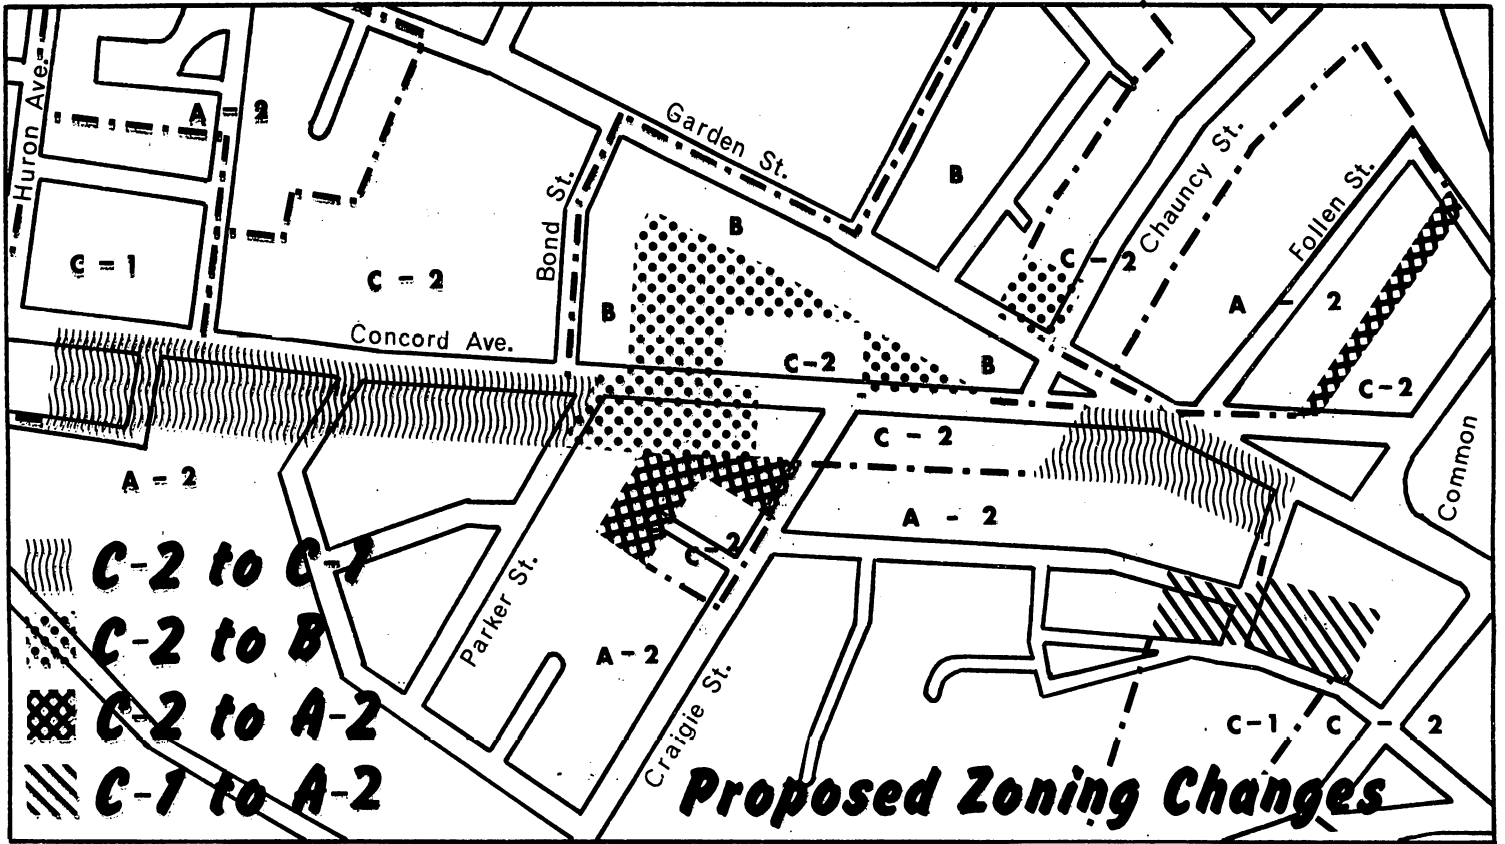 Huron Ave.
A - 2
Garden St.
B
Chauncy St.
Follen St.
Bond St.
B
C - 2
C - 1
C - 2
B
A - 2
Concord Ave.
C-2
B
C-2
C - 2
Common
A - 2
A - 2
C-2
C-2 to C-1
C-2 to B
C-2 to A-2
C-1 to A-2
Parker St.
A-2
Craigie St.
C-1
C - 2
Proposed Zoning Changes